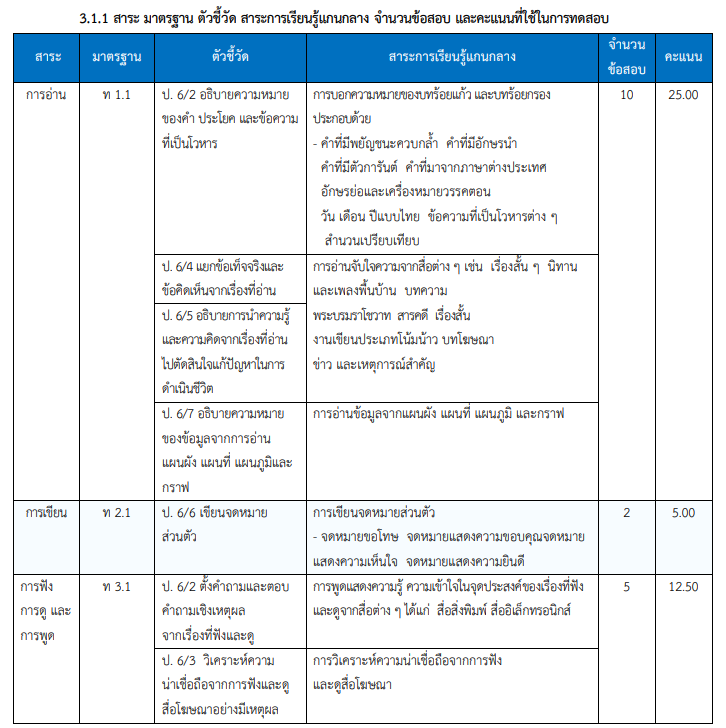 3.1.1 สาระ มาตรฐาน ตัวชี้วัด สาระการเรียนรู้แกนกลาง จำนวนข้อสอบ และคะแนนที่ใช้ในการทดสอบ
สาระ
มาตรฐาน
ตัวชี้วัด
สาระการเรียนรู้แกนกลาง
จำนวน
ข้อสอบ
คะแนน
การอ่าน
ท 1.1
ป. 6/2 อธิบายความหมาย
ของคำ ประโยค และข้อความ
ที่เป็นโวหาร
การบอกความหมายของบทร้อยแก้ว และบทร้อยกรอง
ประกอบด้วย
- คำที่มีพยัญชนะควบกล้ำ คำที่มีอักษรนำ
คำที่มีตัวการันต์ คำที่มาจากภาษาต่างประเทศ
อักษรย่อและเครื่องหมายวรรคตอน
วัน เดือน ปีแบบไทย ข้อความที่เป็นโวหารต่าง ๆ
สำนวนเปรียบเทียบ
10
25.00
ป. 6/4 แยกข้อเท็จจริงและ
ข้อคิดเห็นจากเรื่องที่อ่าน
การอ่านจับใจความจากสื่อต่าง ๆ เช่น เรื่องสั้น ๆ นิทาน
และเพลงพื้นบ้าน บทความ
พระบรมราโชวาท สารคดี เรื่องสั้น
งานเขียนประเภทโน้มน้าว บทโฆษณา
ข่าว และเหตุการณ์สำคัญ
ป. 6/5 อธิบายการนำความรู้
และความคิดจากเรื่องที่อ่าน
ไปตัดสินใจแก้ปัญหาในการ
ดำเนินชีวิต
ป. 6/7 อธิบายความหมาย
ของข้อมูลจากการอ่าน
แผนผัง แผนที่ แผนภูมิและ
กราฟ
การอ่านข้อมูลจากแผนผัง แผนที่ แผนภูมิ และกราฟ
การเขียน
ท 2.1
ป. 6/6 เขียนจดหมาย
ส่วนตัว
การเขียนจดหมายส่วนตัว
- จดหมายขอโทษ จดหมายแสดงความขอบคุณจดหมาย
แสดงความเห็นใจ จดหมายแสดงความยินดี
2
5.00
การฟัง
การดู และ
การพูด
ท 3.1
ป. 6/2 ตั้งคำถามและตอบ
คำถามเชิงเหตุผล
จากเรื่องที่ฟังและดู
การพูดแสดงความรู้ ความเข้าใจในจุดประสงค์ของเรื่องที่ฟัง
และดูจากสื่อต่าง ๆ ได้แก่ สื่อสิ่งพิมพ์ สื่ออิเล็กทรอนิกส์
5
12.50
ป. 6/3 วิเคราะห์ความ
น่าเชื่อถือจากการฟังและดู
สื่อโฆษณาอย่างมีเหตุผล
การวิเคราะห์ความน่าเชื่อถือจากการฟัง
และดูสื่อโฆษณา